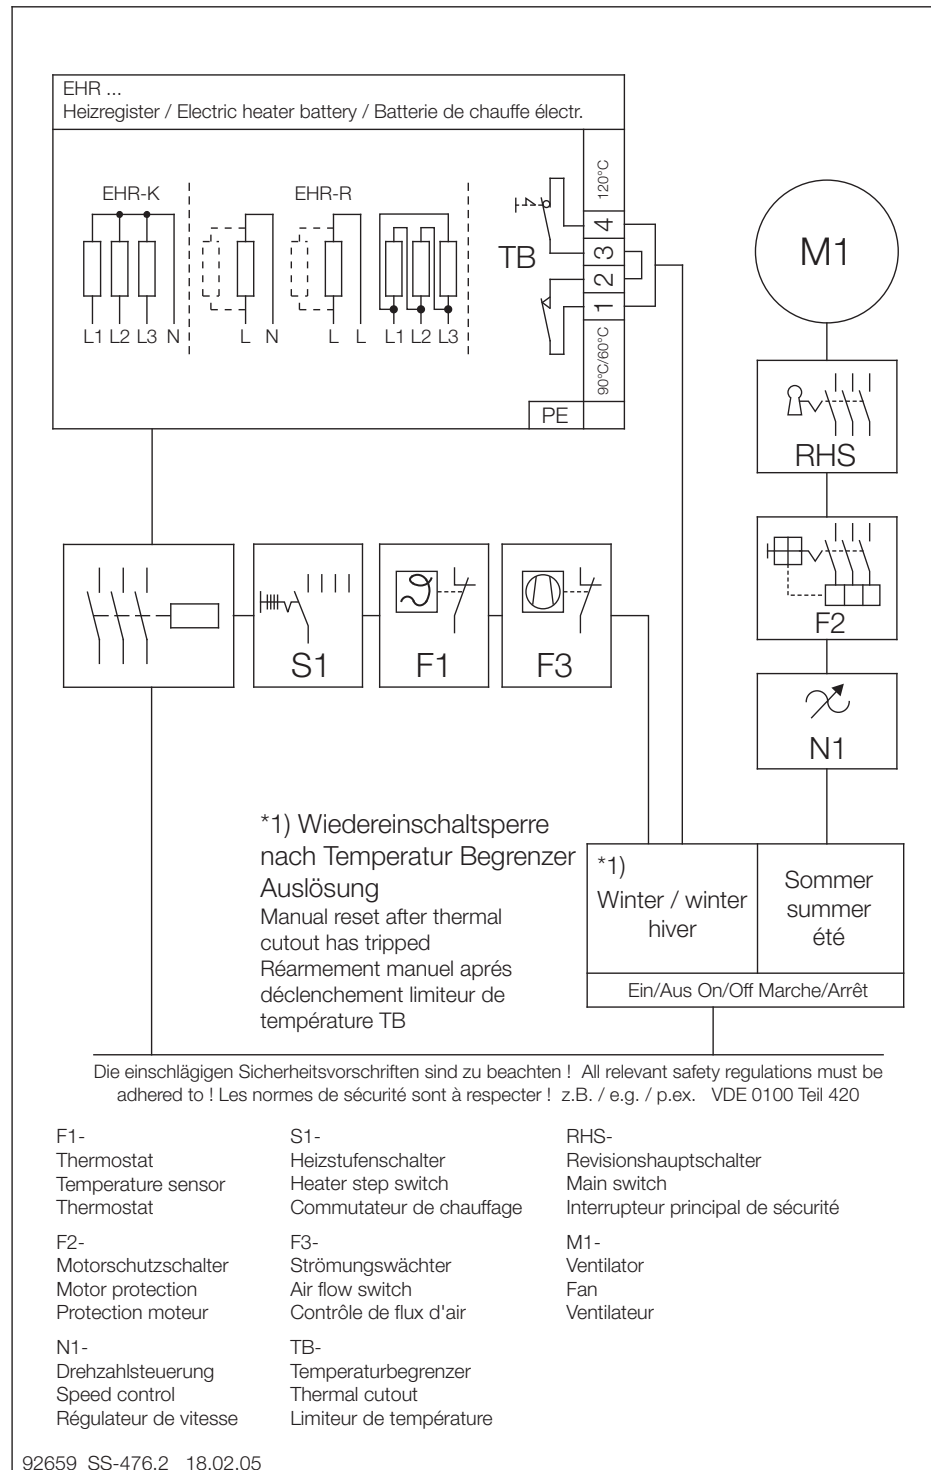 EHR ...
Heizregister / Electric heater battery / Batterie de chauffe électr.
EHR-K
EHR-R
L1 L2 L3 N
L N
L L
L1 L2 L3
TB
120°C
4
3
2
1
90°C/60°C
PE
M1
RHS
F2
N1
S1
F1
F3
*1) Wiedereinschaltsperre
nach Temperatur Begrenzer
Auslösung
Manual reset after thermal
cutout has tripped
Réarmement manuel aprés
déclenchement limiteur de
température TB
*1)
Winter / winter
hiver
Sommer
summer
été
Ein/Aus On/Off Marche/Arrêt
Die einschlägigen Sicherheitsvorschriften sind zu beachten ! All relevant safety regulations must be
adhered to ! Les normes de sécurité sont à respecter ! z.B. / e.g. / p.ex. VDE 0100 Teil 420
F1-
Thermostat
Temperature sensor
Thermostat
S1-
Heizstufenschalter
Heater step switch
Commutateur de chauffage
RHS-
Revisionshauptschalter
Main switch
Interrupteur principal de sécurité
F2-
Motorschutzschalter
Motor protection
Protection moteur
F3-
Strömungswächter
Air flow switch
Contrôle de flux d'air
M1-
Ventilator
Fan
Ventilateur
N1-
Drehzahlsteuerung
Speed control
Régulateur de vitesse
TB-
Temperaturbegrenzer
Thermal cutout
Limiteur de température
92659 SS-476.2 18.02.05